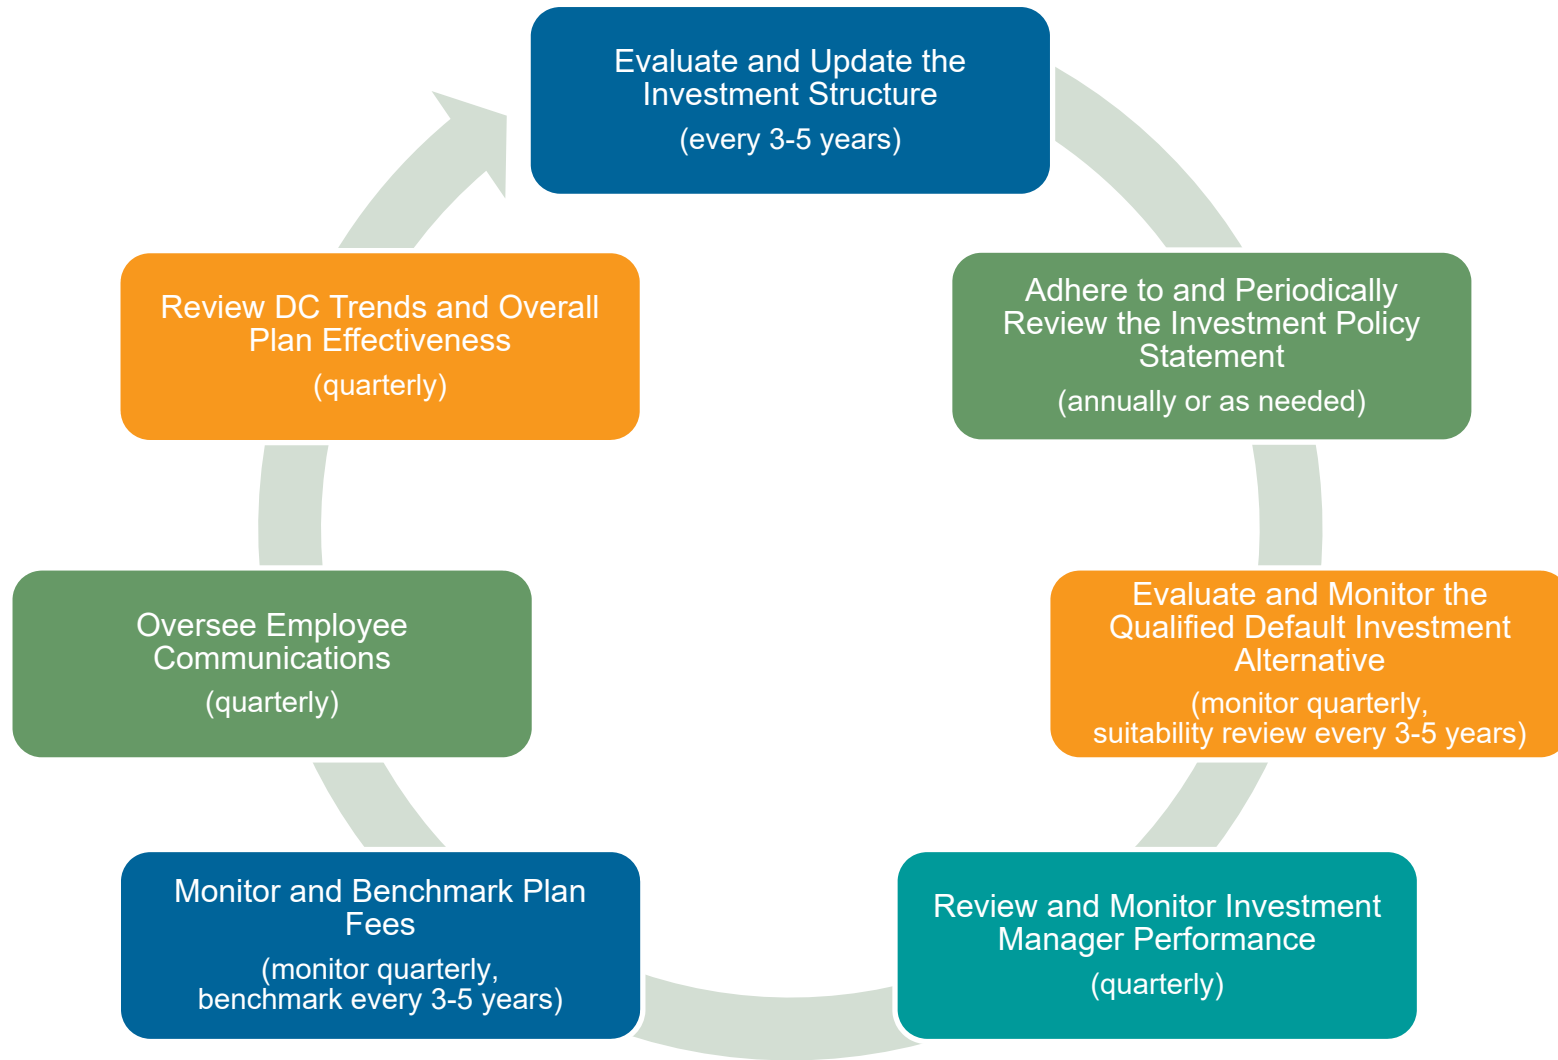 Evaluate and Update the
Investment Structure
(every 3-5 years)
Adhere to and Periodically
Review the Investment Policy
Statement
(annually or as needed)
Evaluate and Monitor the
Qualified Default Investment
Alternative
(monitor quarterly,
suitability review every 3-5 years)
Review and Monitor Investment
Manager Performance
(quarterly)
Monitor and Benchmark Plan
Fees
(monitor quarterly,
benchmark every 3-5 years)
Oversee Employee
Communications
(quarterly)
Review DC Trends and Overall
Plan Effectiveness
(quarterly)